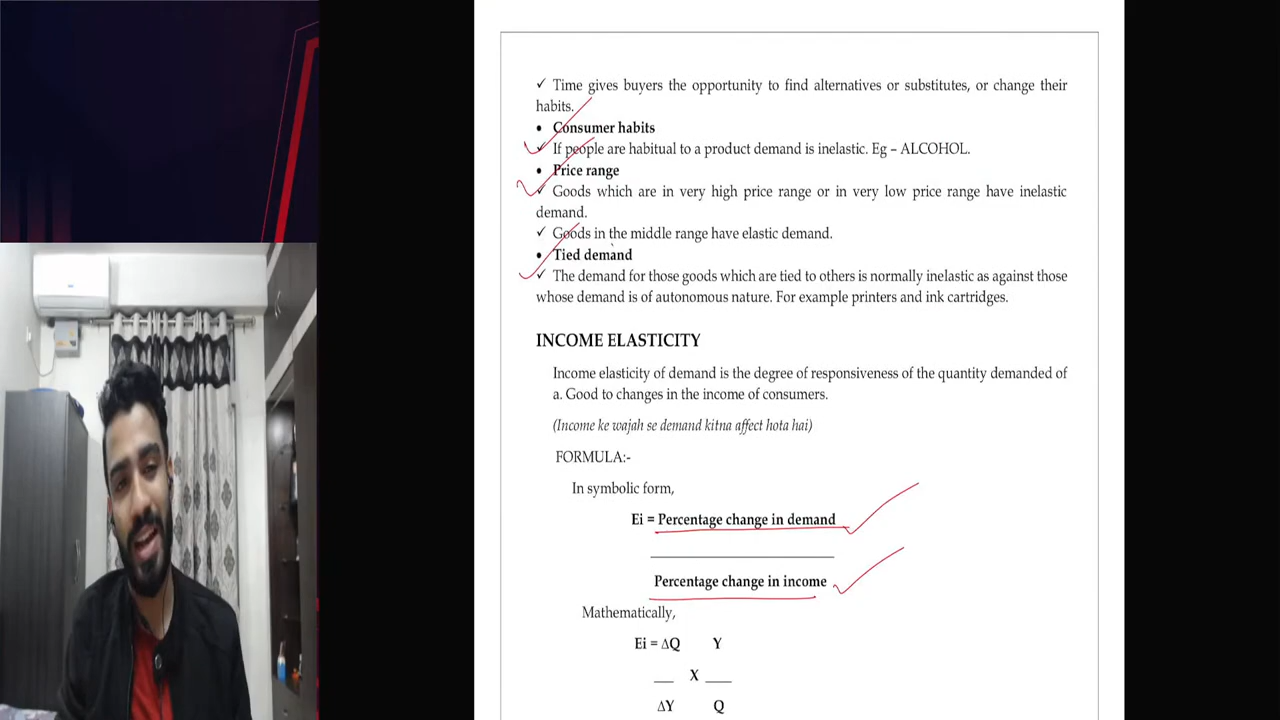 ✓ Time gives buyers the opportunity to find alternatives or substitutes, or change their
habits.
• Consumer habits
✓ If people are habitual to a product demand is inelastic. Eg – ALCOHOL.
• Price range
✓ Goods which are in very high price range or in very low price range have inelastic
demand.
✓ Goods in the middle range have elastic demand.
• Tied demand
✓ The demand for those goods which are tied to others is normally inelastic as against those
whose demand is of autonomous nature. For example printers and ink cartridges.
INCOME ELASTICITY
Income elasticity of demand is the degree of responsiveness of the quantity demanded of
a. Good to changes in the income of consumers.
(Income ke wajah se demand kitna affect hota hai)
FORMULA:-
In symbolic form,
Ei = Percentage change in demand
Percentage change in income
Mathematically,
Ei = ΔQ Y
___ X ___
ΔY Q